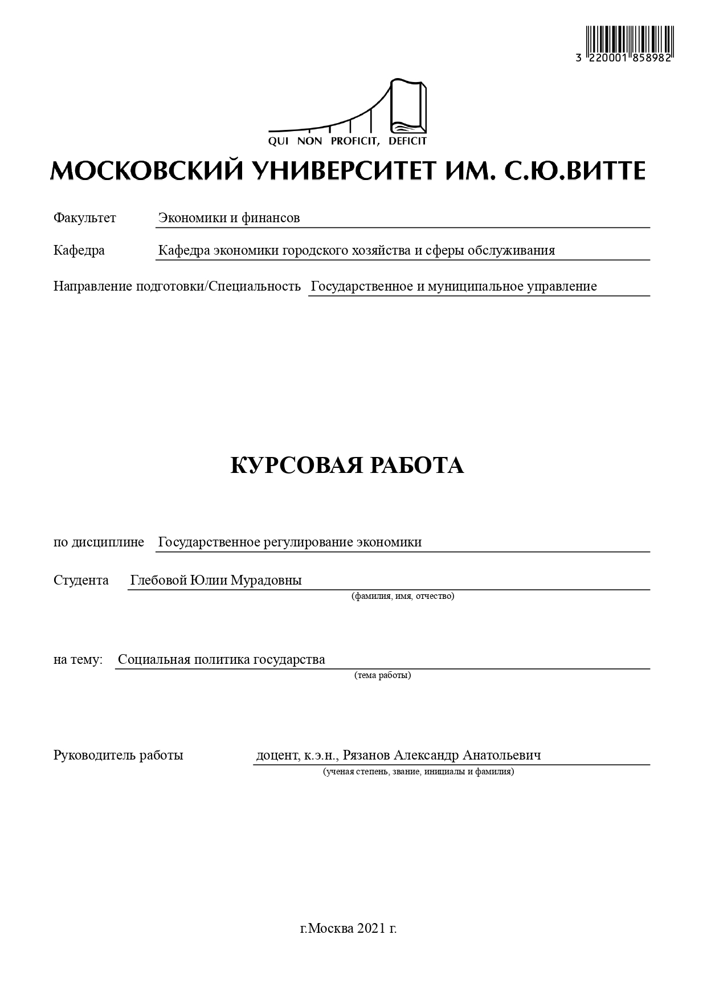 3 220001 858982
QUI NON PROFICIT, DEFICIT
МОСКОВСКИЙ УНИВЕРСИТЕТ ИМ. С.Ю.ВИТТЕ
Факультет Экономики и финансов
Кафедра Кафедра экономики городского хозяйства и сферы обслуживания
Направление подготовки/Специальность Государственное и муниципальное управление
КУРСОВАЯ РАБОТА
по дисциплине Государственное регулирование экономики
Студента Глебовой Юлии Мурадовны
(фамилия, имя, отчество)
на тему: Социальная политика государства
(тема работы)
Руководитель работы доцент, к.э.н., Рязанов Александр Анатольевич
(ученая степень, звание, инициалы и фамилия)
г.Москва 2021 г.